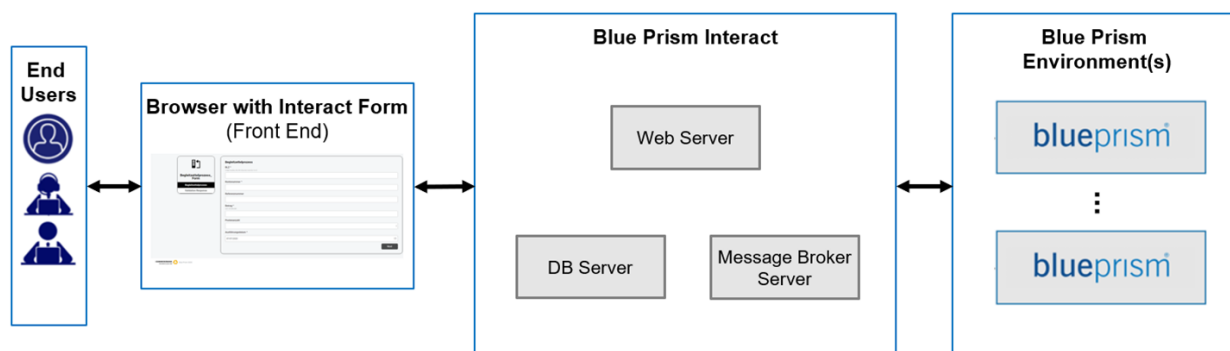 End
Users
Browser with Interact Form
(Front End)
Blue Prism Interact
Web Server
DB Server
Message Broker
Server
Blue Prism
Environment(s)
blueprism
blueprism